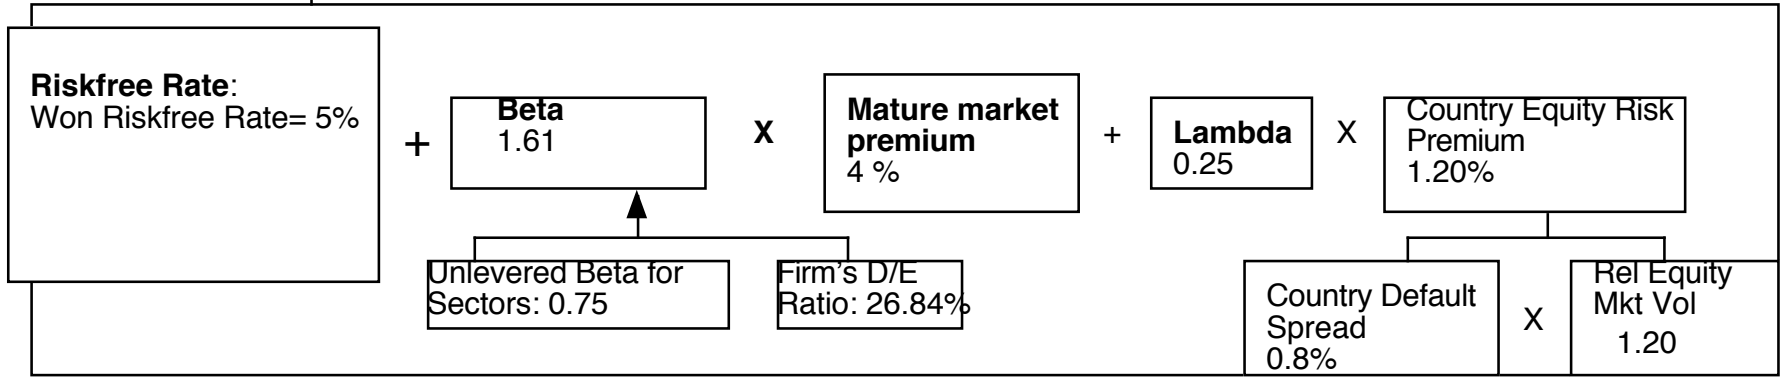 Riskfree Rate:
Won Riskfree Rate= 5%
+
Beta
1.61
X
Mature market
premium
4 %
+
Lambda
0.25
X
Country Equity Risk
Premium
1.20%
Unlevered Beta for
Sectors: 0.75
Firm's D/E
Ratio: 26.84%
Country Default
Spread
0.8%
X
Rel Equity
Mkt Vol
1.20